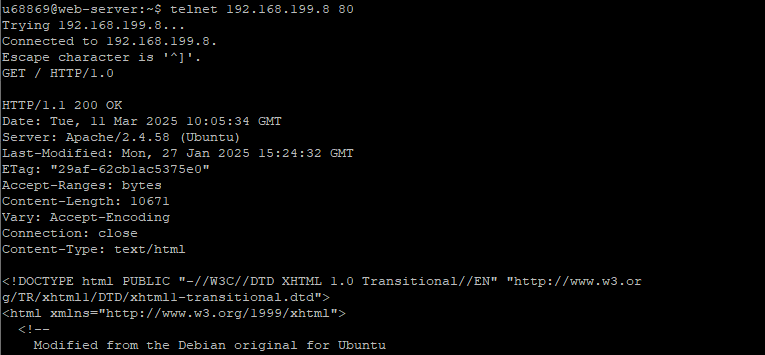 u68869@web-server:~$ telnet 192.168.199.8 80
Trying 192.168.199.8...
Connected to 192.168.199.8.
Escape character is '^]'.
GET / HTTP/1.0

HTTP/1.1 200 OK
Date: Tue, 11 Mar 2025 10:05:34 GMT
Server: Apache/2.4.58 (Ubuntu)
Last-Modified: Mon, 27 Jan 2025 15:24:32 GMT
ETag: "29af-62cb1ac5375e0"
Accept-Ranges: bytes
Content-Length: 10671
Vary: Accept-Encoding
Connection: close
Content-Type: text/html

<!DOCTYPE html PUBLIC "-//W3C//DTD XHTML 1.0 Transitional//EN" "http://www.w3.or
g/TR/xhtml1/DTD/xhtml1-transitional.dtd">
<html xmlns="http://www.w3.org/1999/xhtml">
  <!--
    Modified from the Debian original for Ubuntu